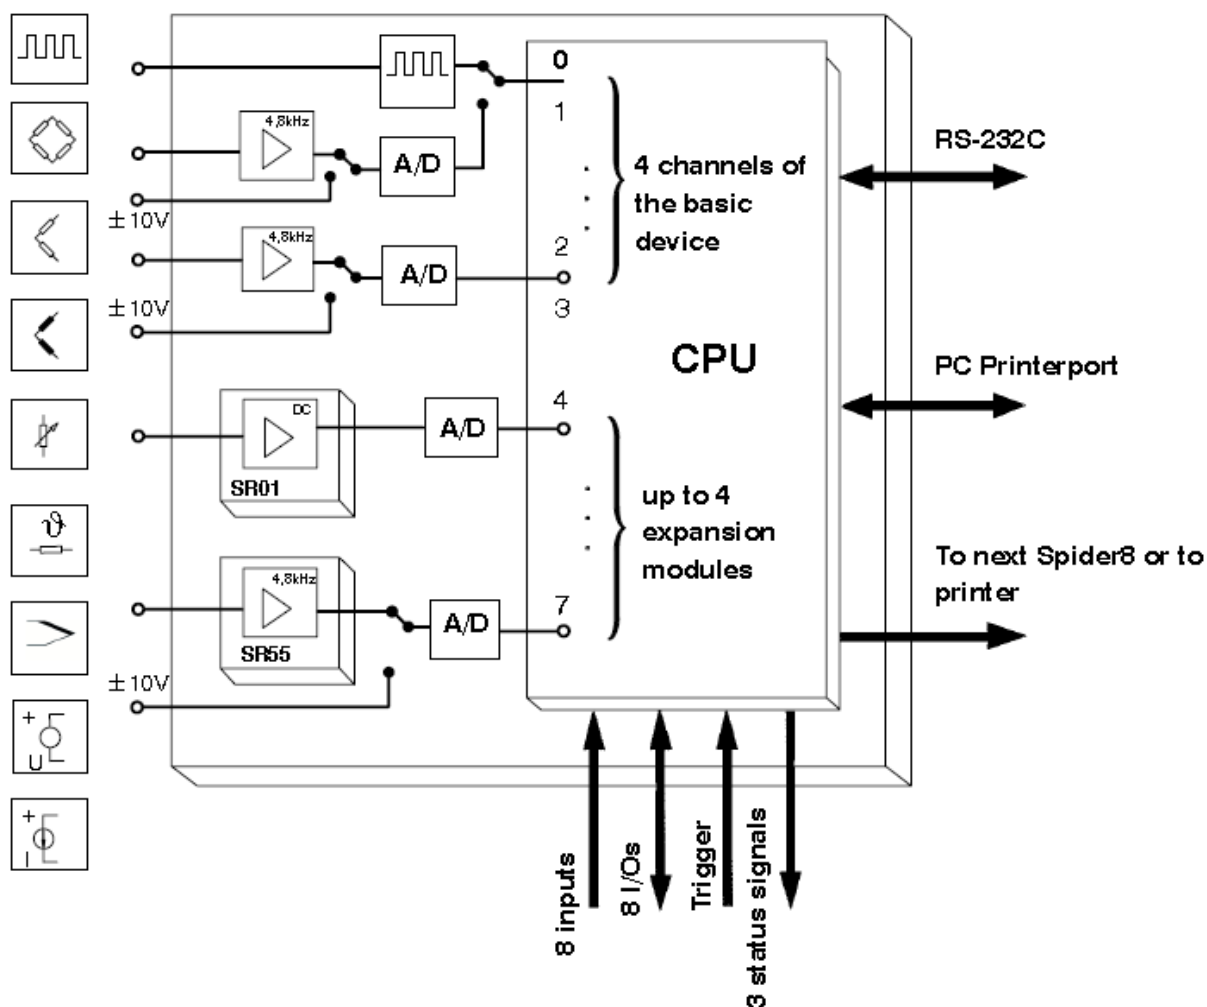 0
1
4,8kHz
A/D
± 10V
4 channels of
the basic
device
RS-232C
4,8kHz
A/D
± 10V
2
3
CPU
PC Printerport
DC
SR01
A/D
4
up to 4
expansion
modules
ϑ
To next Spider8 or to
printer
4,8kHz
SR55
A/D
7
± 10V
+
U
+
I
8 inputs
8 I/Os
Trigger
3 status signals